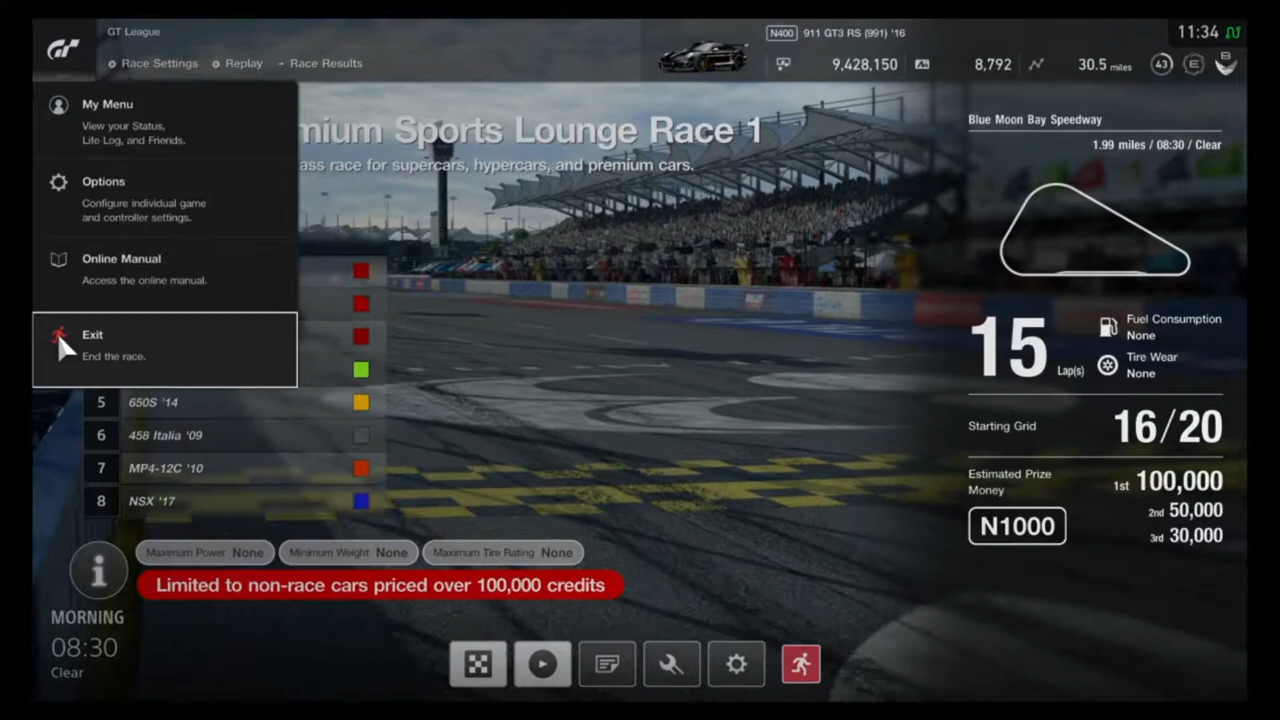 GT League
N400 911 GT3 RS (991) '16
11:34
Race Settings Replay Race Results
9,428,150 8,792 30.5 miles 43 E B
My Menu
View your Status,
Life Log, and Friends.
Options
Configure individual game
and controller settings.
Online Manual
Access the online manual.
Exit
End the race.
mium Sports Lounge Race 1
ass race for supercars, hypercars, and premium cars.
5 650S '14
6 458 Italia '09
7 MP4-12C '10
8 NSX '17
Maximum Power None Minimum Weight None Maximum Tire Rating None
Limited to non-race cars priced over 100,000 credits
MORNING
08:30
Clear
Blue Moon Bay Speedway
1.99 miles / 08:30 / Clear
15 Lap(s)
Fuel Consumption
None
Tire Wear
None
Starting Grid 16/20
Estimated Prize
Money
1st 100,000
2nd 50,000
3rd 30,000
N1000